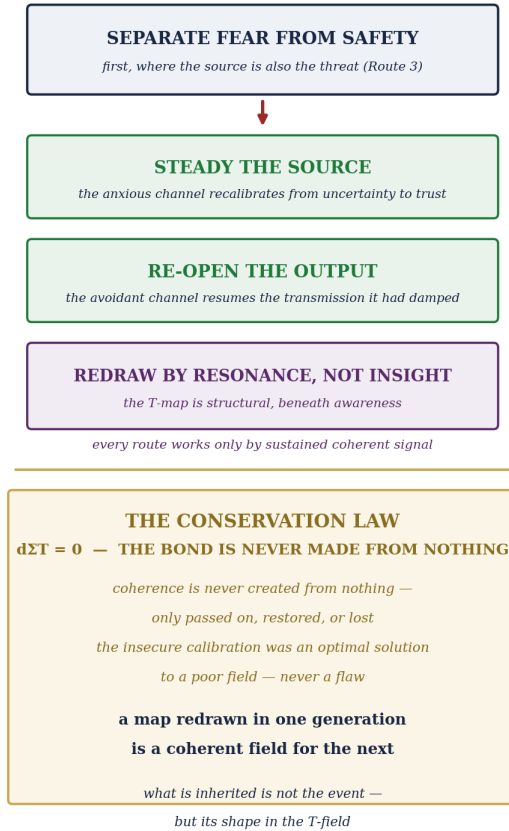 SEPARATE FEAR FROM SAFETY
first, where the source is also the threat (Route 3)
STEADY THE SOURCE
the anxious channel recalibrates from uncertainty to trust
RE-OPEN THE OUTPUT
the avoidant channel resumes the transmission it had damped
REDRAW BY RESONANCE, NOT INSIGHT
the T-map is structural, beneath awareness
every route works only by sustained coherent signal
THE CONSERVATION LAW
dΣT = 0 — THE BOND IS NEVER MADE FROM NOTHING
coherence is never created from nothing —
only passed on, restored, or lost
the insecure calibration was an optimal solution
to a poor field — never a flaw
a map redrawn in one generation
is a coherent field for the next
what is inherited is not the event —
but its shape in the T-field